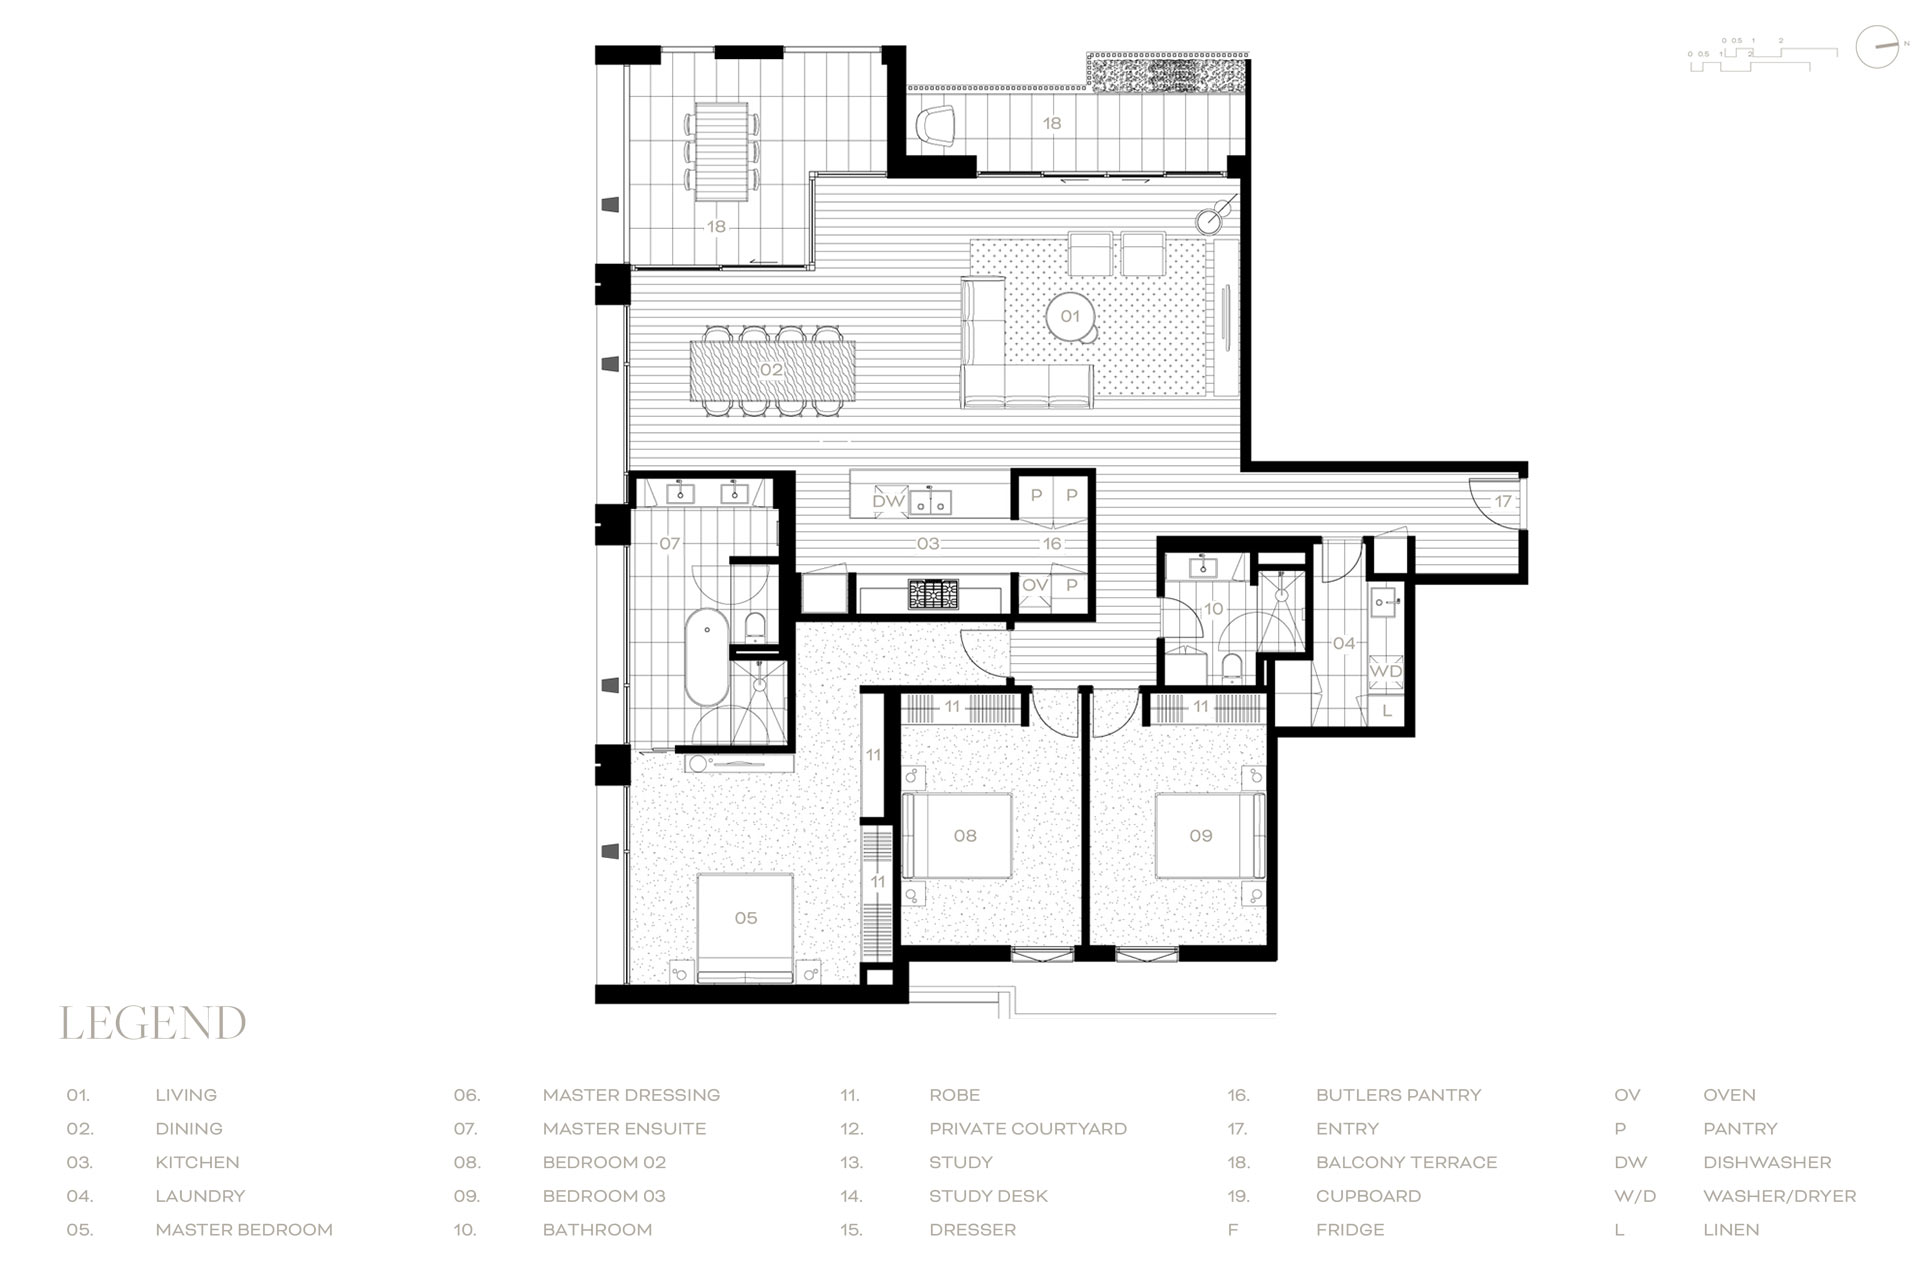 0 0.5 1 2
0 0.5 1 2
N
18
18
01
02
DW
P P
17
07
03
16
OV P
10
04
WD
L
11
11
11
08
09
11
05
LEGEND
01. LIVING
02. DINING
03. KITCHEN
04. LAUNDRY
05. MASTER BEDROOM
06. MASTER DRESSING
07. MASTER ENSUITE
08. BEDROOM 02
09. BEDROOM 03
10. BATHROOM
11. ROBE
12. PRIVATE COURTYARD
13. STUDY
14. STUDY DESK
15. DRESSER
16. BUTLERS PANTRY
17. ENTRY
18. BALCONY TERRACE
19. CUPBOARD
F FRIDGE
OV OVEN
P PANTRY
DW DISHWASHER
W/D WASHER/DRYER
L LINEN